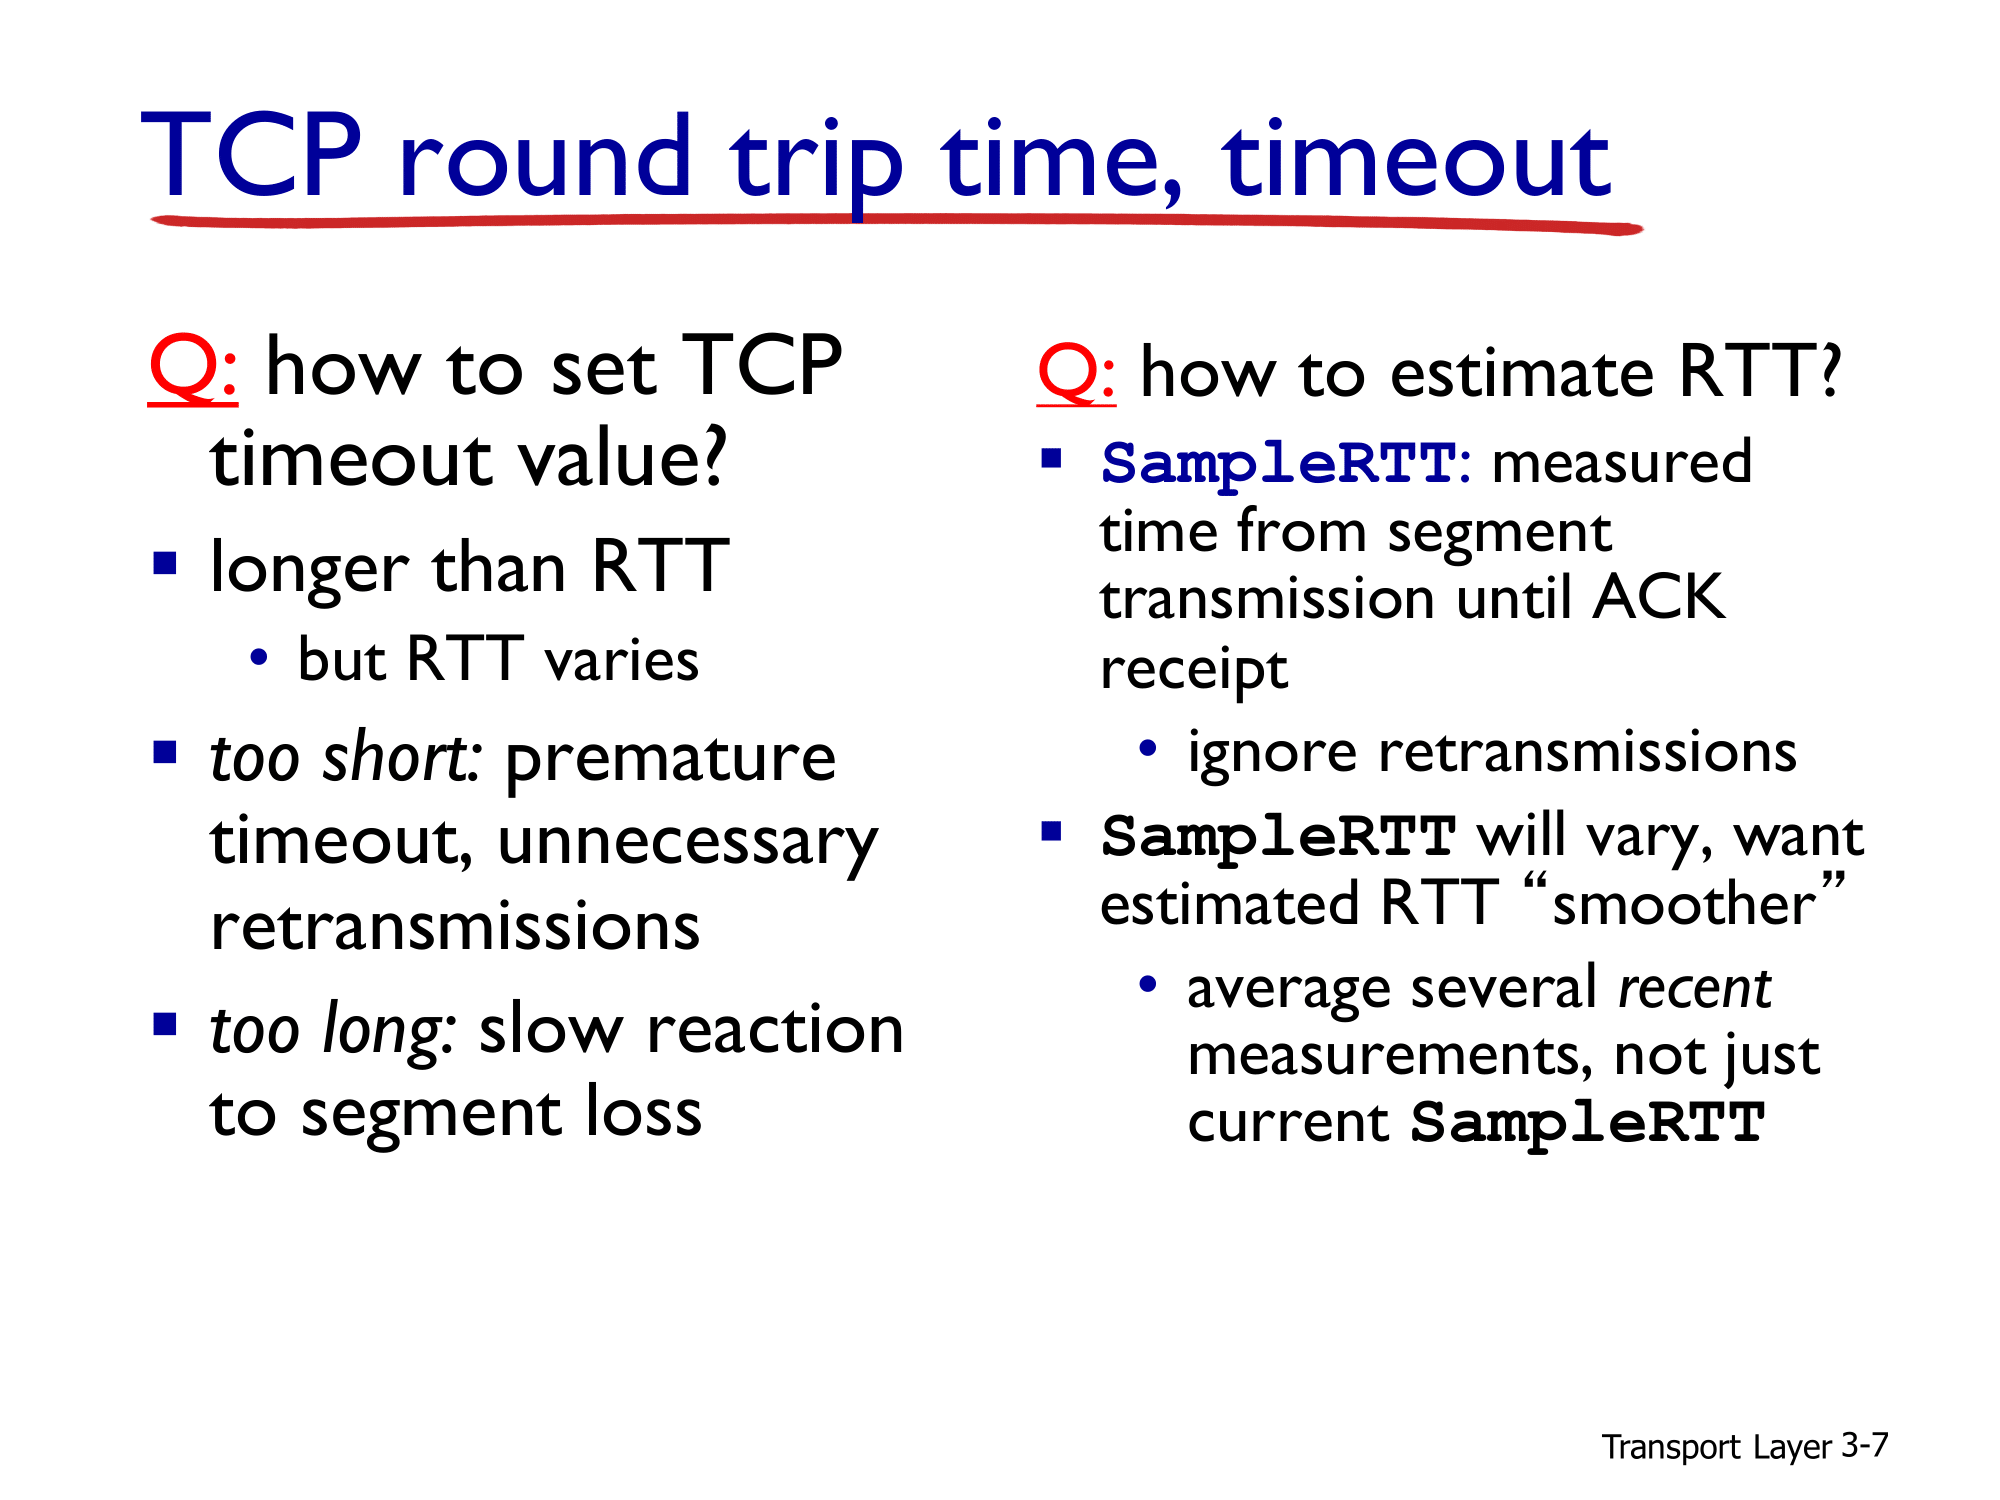 TCP round trip time, timeout
Q: how to set TCP
timeout value?
▪ longer than RTT
• but RTT varies
▪ too short: premature
timeout, unnecessary
retransmissions
▪ too long: slow reaction
to segment loss
Q: how to estimate RTT?
▪ SampleRTT: measured
time from segment
transmission until ACK
receipt
• ignore retransmissions
▪ SampleRTT will vary, want
estimated RTT “smoother”
• average several recent
measurements, not just
current SampleRTT
Transport Layer 3-7